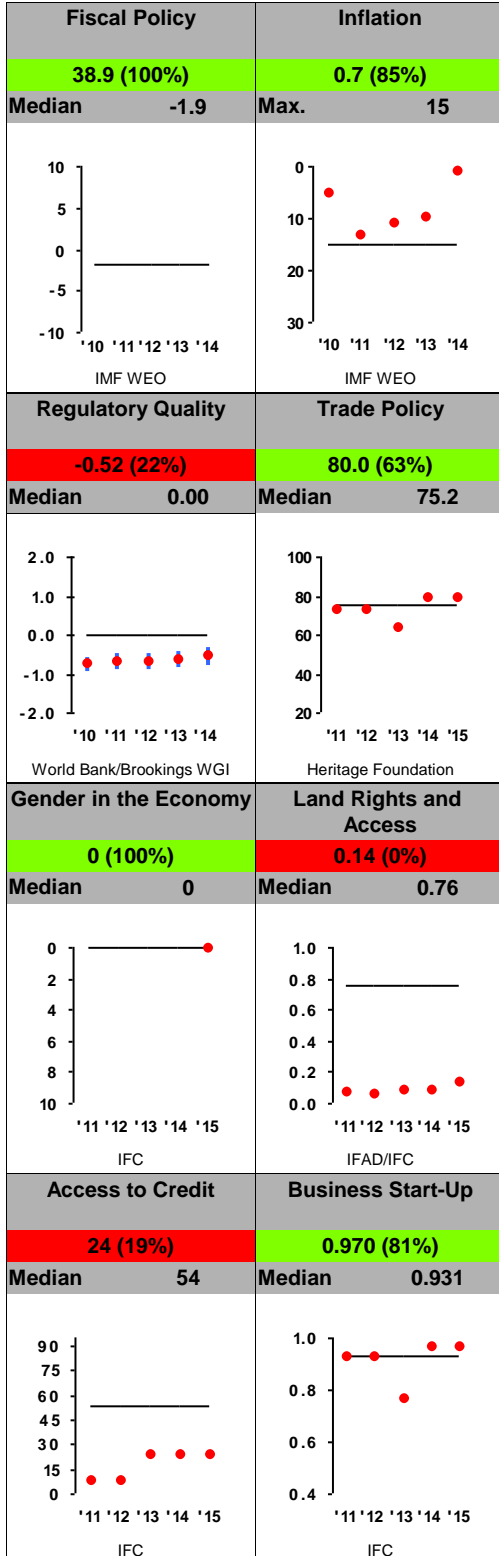 Fiscal Policy
38.9 (100%)
Median -1.9
10
5
0
-5
-10
'10 '11 '12 '13 '14
IMF WEO
Inflation
0.7 (85%)
Max. 15
0
10
20
30
'10 '11 '12 '13 '14
IMF WEO
Regulatory Quality
-0.52 (22%)
Median 0.00
2.0
1.0
0.0
-1.0
-2.0
'10 '11 '12 '13 '14
World Bank/Brookings WGI
Trade Policy
80.0 (63%)
Median 75.2
100
80
60
40
20
'11 '12 '13 '14 '15
Heritage Foundation
Gender in the Economy
0 (100%)
Median 0
0
2
4
6
8
10
'11 '12 '13 '14 '15
IFC
Land Rights and
Access
0.14 (0%)
Median 0.76
1.0
0.8
0.6
0.4
0.2
0.0
'11 '12 '13 '14 '15
IFAD/IFC
Access to Credit
24 (19%)
Median 54
90
75
60
45
30
15
0
'11 '12 '13 '14 '15
IFC
Business Start-Up
0.970 (81%)
Median 0.931
1.0
0.8
0.6
0.4
'11 '12 '13 '14 '15
IFC